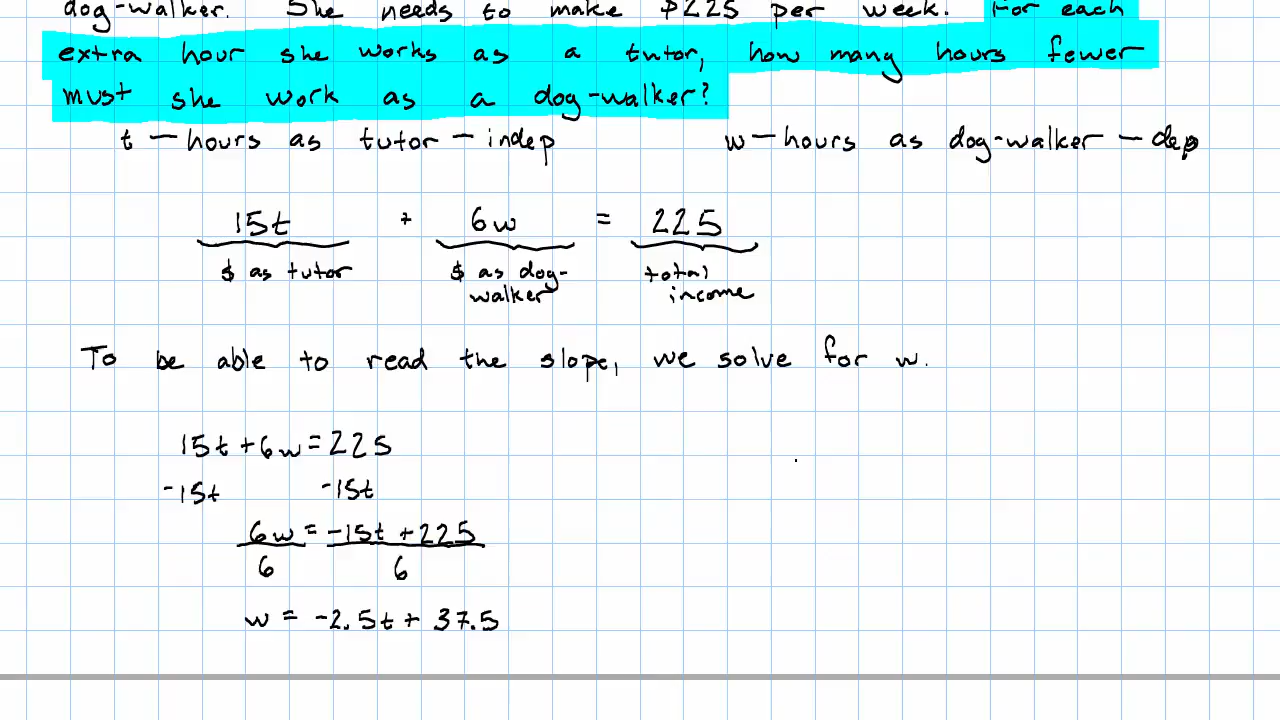 dog-walker. She needs to make $225 per week. For each
extra hour she works as a tutor, how many hours fewer
must she work as a dog-walker?
t — hours as tutor — indep w — hours as dog-walker — dep
15t + 6w = 225
$ as tutor $ as dog-walker total income
To be able to read the slope, we solve for w.
15t + 6w = 225
-15t -15t
6w = -15t + 225
6 6
w = -2.5t + 37.5